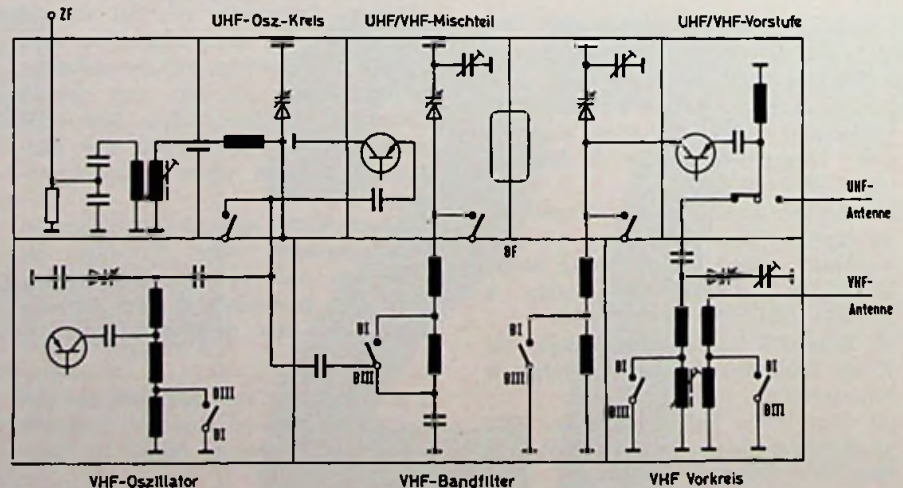 ZF
UHF-Osz.-Kreis
UHF/VHF-Mischteil
UHF/VHF-Vorstufe
UHF-
Antenne
BF
VHF-
Antenne
BI
BIII
BI
BIII
BIII
BI
BI
BIII
BI
BIII
VHF-Oszillator
VHF-Bandfilter
VHF Vorkreis